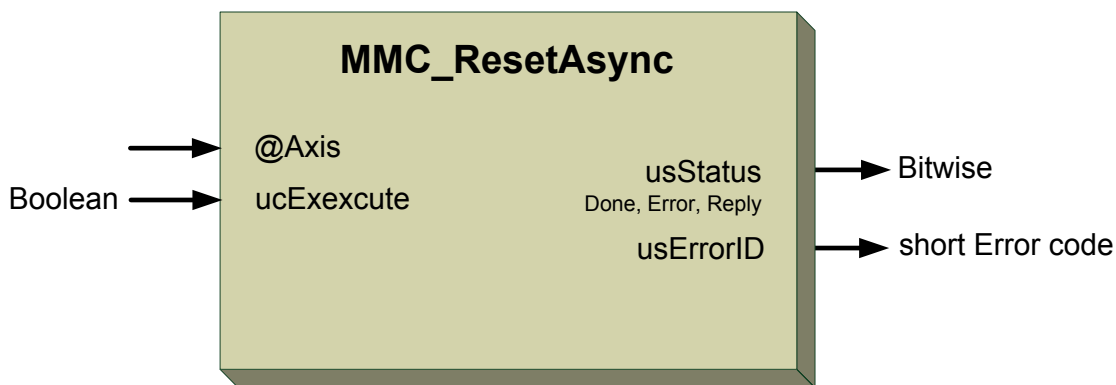 MMC_ResetAsync
@Axis
Boolean
ucExexcute
usStatus
Done, Error, Reply
Bitwise
usErrorID
short Error code